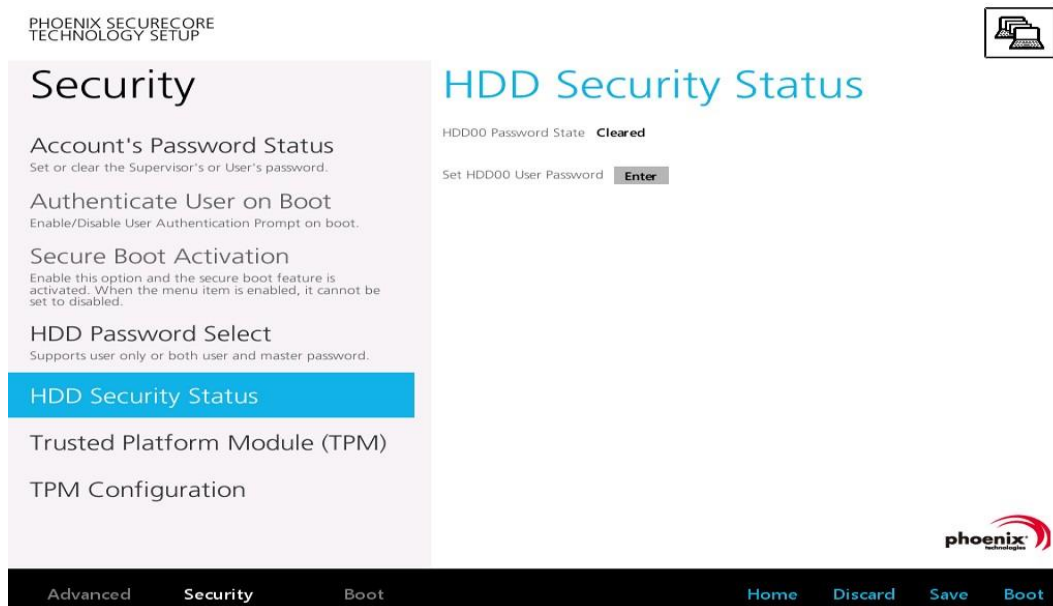 PHOENIX SECURECORE
TECHNOLOGY SETUP
Security
Account's Password Status
Set or clear the Supervisor's or User's password.
Authenticate User on Boot
Enable/Disable User Authentication Prompt on boot.
Secure Boot Activation
Enable this option and the secure boot feature is
activated. When the menu item is enabled, it cannot be
set to disabled.
HDD Password Select
Supports user only or both user and master password.
HDD Security Status
Trusted Platform Module (TPM)
TPM Configuration
HDD Security Status
HDD00 Password State Cleared
Set HDD00 User Password Enter
phoenix
technologies
Advanced Security Boot Home Discard Save Boot